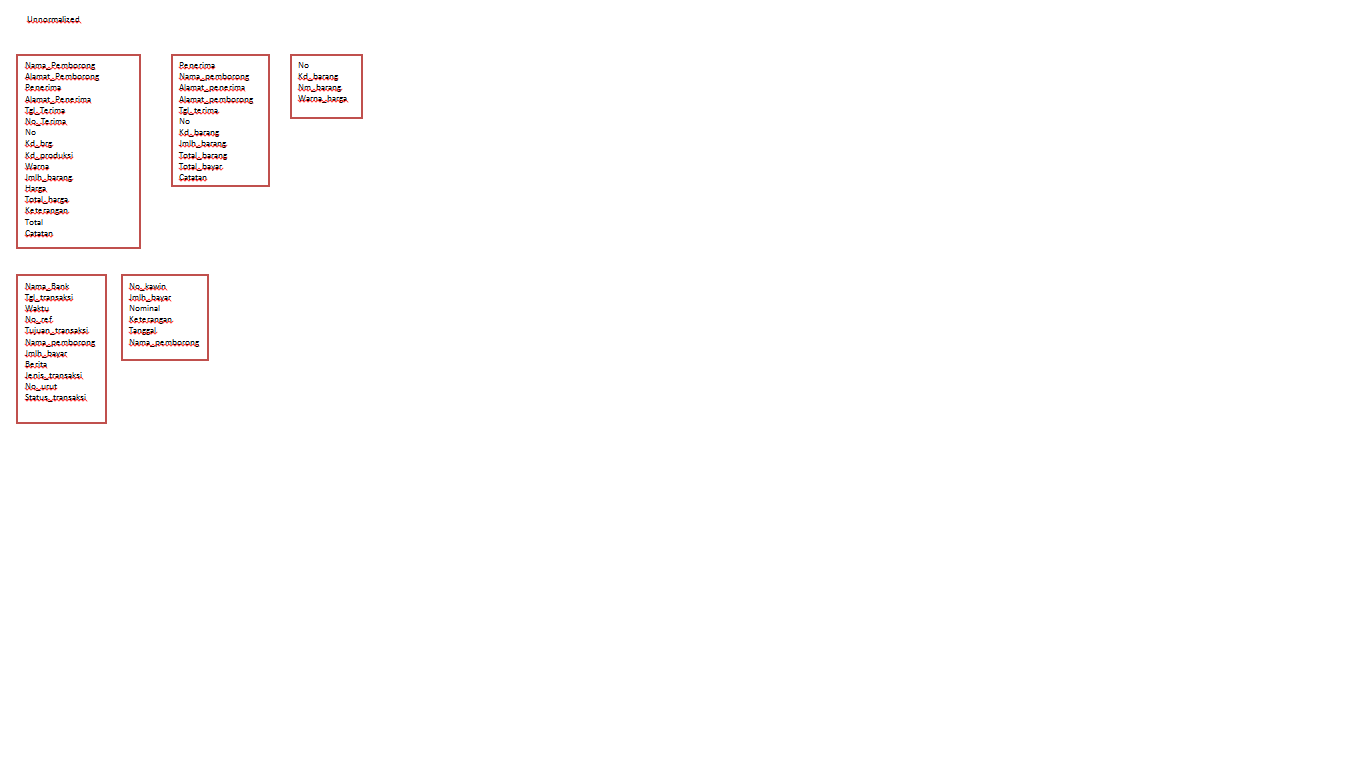 Unnormalized
Nama_Pemborong
Alamat_Pemborong
Penerima
Alamat_Penerima
Tgl_Terima
No_Terima
No
Kd_brg
Kd_produksi
Warna
Jmlh_barang
Harga
Total_harga
Keterangan
Total
Catatan
Penerima
Nama_pemborong
Alamat_penerima
Alamat_pemborong
Tgl_terima
No
Kd_barang
Jmlh_barang
Total_barang
Total_bayar
Catatan
No
Kd_barang
Nm_barang
Warna_harga
Nama_Bank
Tgl_transaksi
Waktu
No_ref
Tujuan_transaksi
Nama_pemborong
Jmlh_bayar
Berita
Jenis_transaksi
No_urut
Status_transaksi
No_kawin
Jmlh_bayar
Nominal
Keterangan
Tanggal
Nama_pemborong